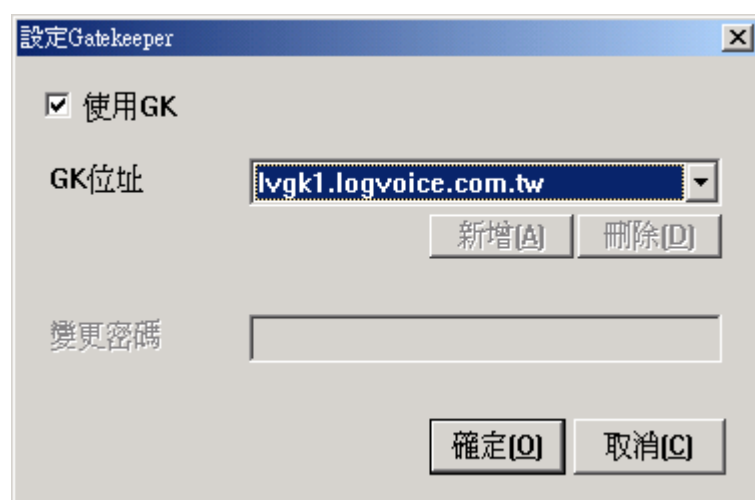 設定Gatekeeper
使用GK
GK位址 lvgk1.logvoice.com.tw
新增(A) 刪除(D)
變更密碼
確定(O) 取消(C)